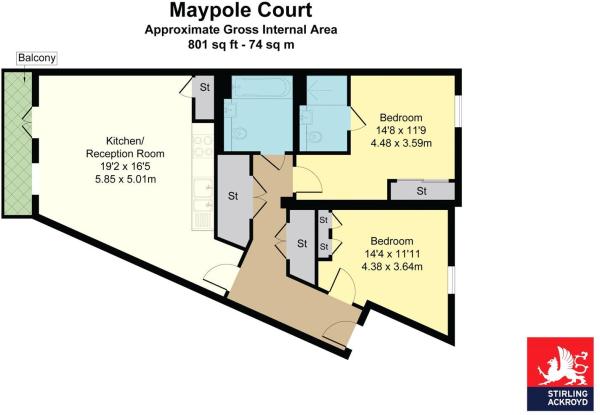 Maypole Court
Approximate Gross Internal Area
801 sq ft - 74 sq m
Balcony
St
Kitchen/
Reception Room
19'2 x 16'5
5.85 x 5.01m
St
Bedroom
14'8 x 11'9
4.48 x 3.59m
St
St
St
St
Bedroom
14'4 x 11'11
4.38 x 3.64m
STIRLING
ACKROYD